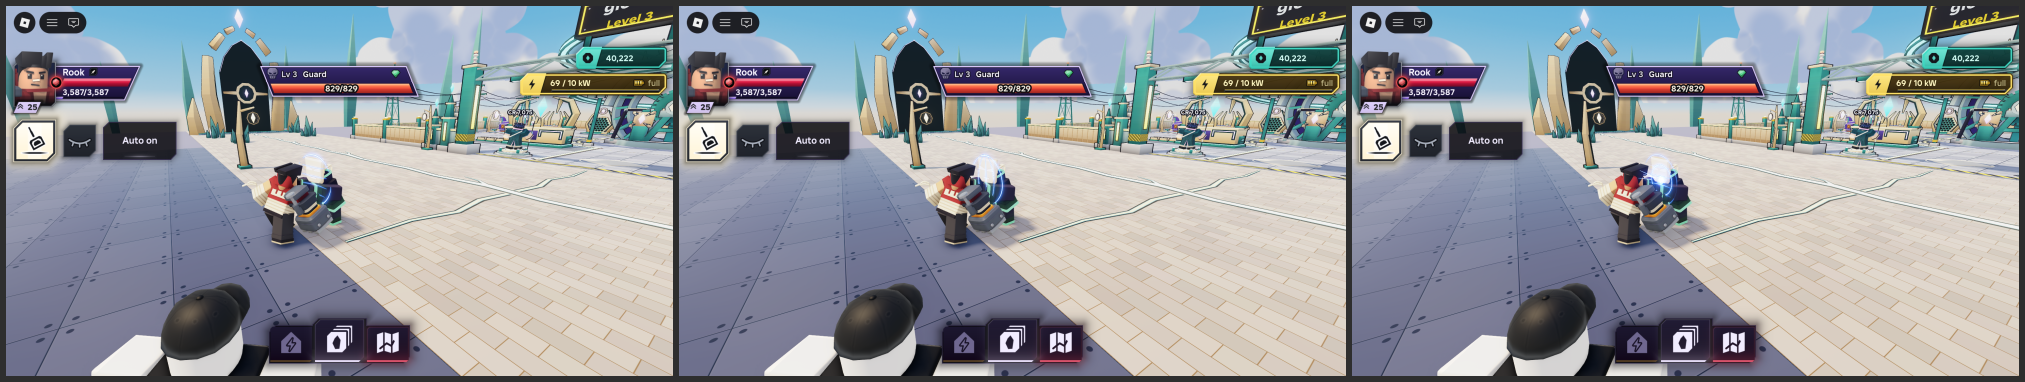 glo
Level 3
40,222
Rook
Lv 3 Guard
69 / 10 kW full
3,587/3,587
829/829
25
Auto on
glo
Level 3
40,222
Rook
Lv 3 Guard
69 / 10 kW full
3,587/3,587
829/829
25
Auto on
glo
Level 3
40,222
Rook
Lv 3 Guard
69 / 10 kW full
3,587/3,587
829/829
25
Auto on